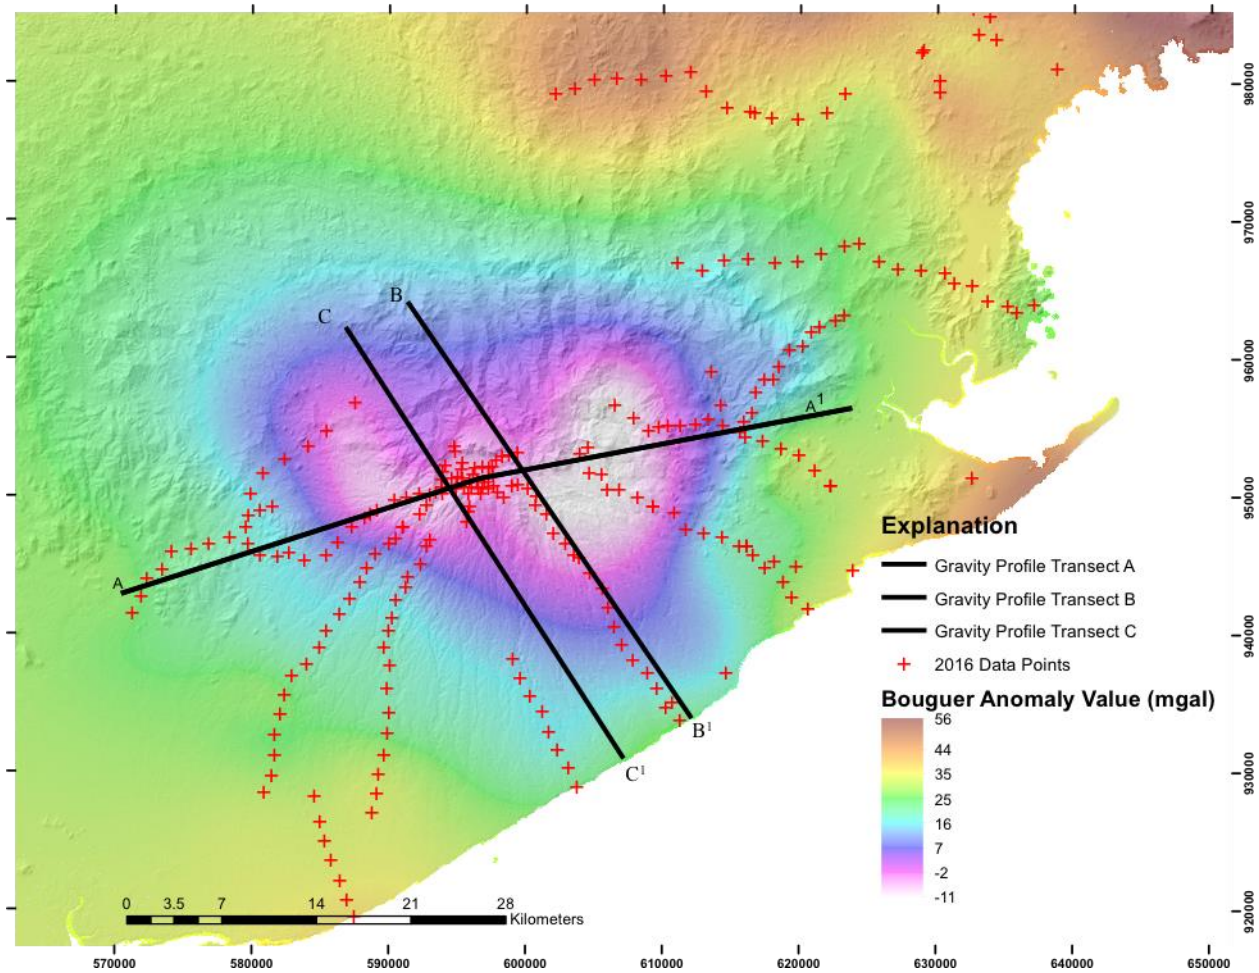 980000
970000
960000
950000
940000
930000
920000
B
C
A¹
A
B¹
C¹
Explanation
Gravity Profile Transect A
Gravity Profile Transect B
Gravity Profile Transect C
2016 Data Points
Bouguer Anomaly Value (mgal)
56
44
35
25
16
7
-2
-11
0 3.5 7 14 21 28
Kilometers
570000 580000 590000 600000 610000 620000 630000 640000 650000